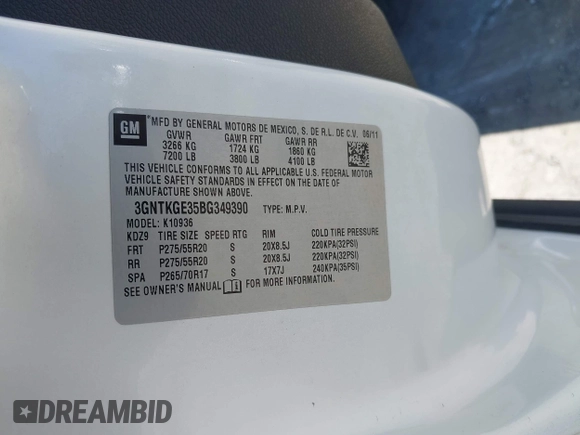 GM
MFD BY GENERAL MOTORS DE MEXICO, S. DE R.L. DE C.V. 06/11
GVWR GAWR FRT GAWR RR
3266 KG 1724 KG 1860 KG
7200 LB 3800 LB 4100 LB
THIS VEHICLE CONFORMS TO ALL APPLICABLE U.S. FEDERAL MOTOR
VEHICLE SAFETY STANDARDS IN EFFECT ON THE DATE OF
MANUFACTURE SHOWN ABOVE.
3GNTKGE35BG349390 TYPE: M.P.V.
MODEL: K10936
KDZ9 TIRE SIZE SPEED RTG RIM COLD TIRE PRESSURE
FRT P275/55R20 S 20X8.5J 220KPA(32PSI)
RR P275/55R20 S 20X8.5J 220KPA(32PSI)
SPA P265/70R17 S 17X7J 240KPA(35PSI)
SEE OWNER'S MANUAL FOR MORE INFORMATION.
DREAMBID